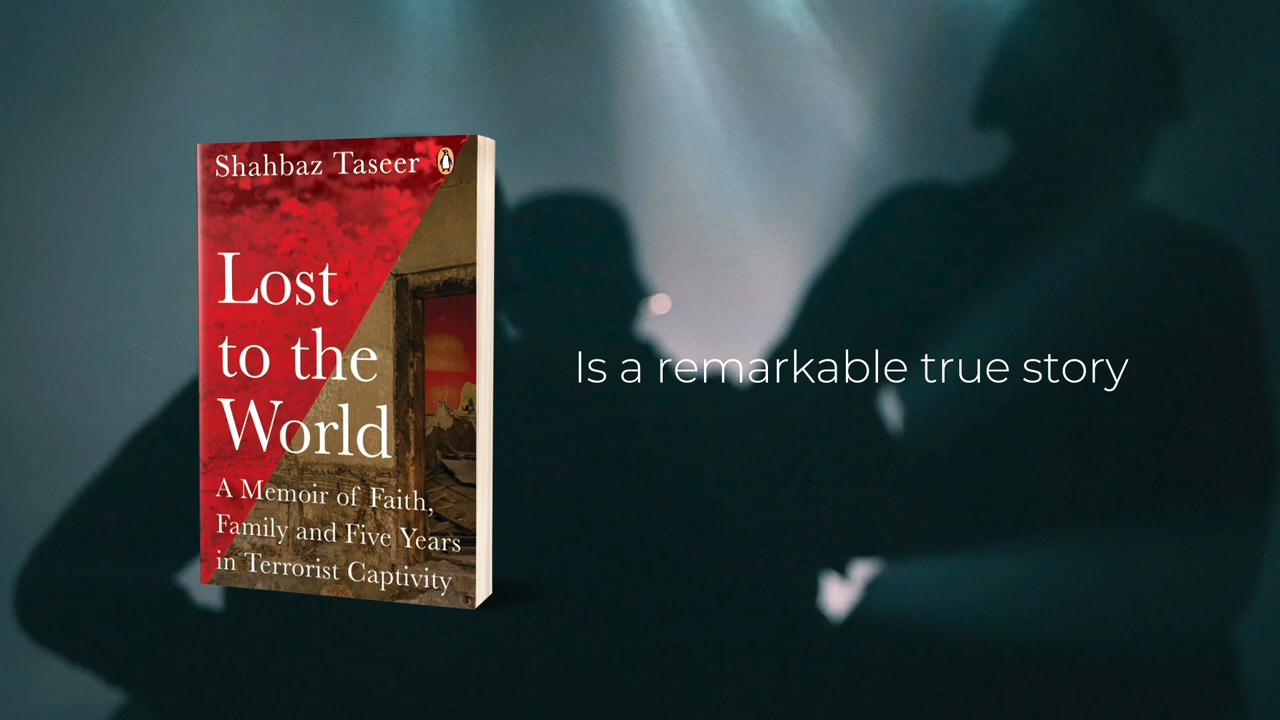 Shahbaz Taseer
Lost
to the
World
A Memoir of Faith,
Family and Five Years
in Terrorist Captivity
Is a remarkable true story